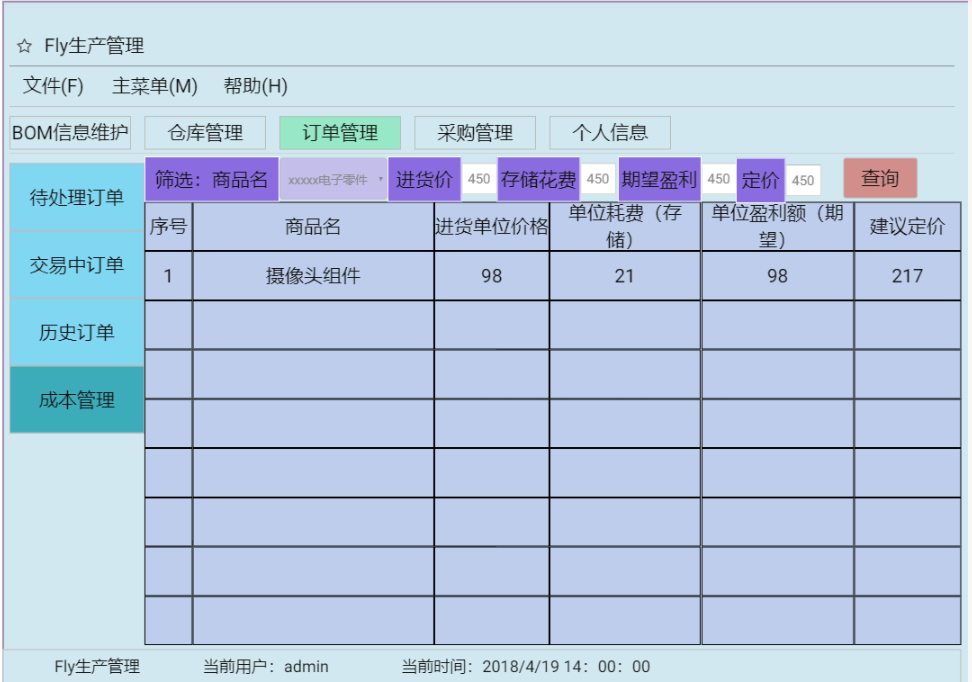 ☆ Fly生产管理
文件(F) 主菜单(M) 帮助(H)
BOM信息维护 仓库管理 订单管理 采购管理 个人信息
待处理订单
交易中订单
历史订单
成本管理
筛选：商品名 xxxxx电子零件 进货价 450 存储花费 450 期望盈利 450 定价 450 查询
序号 商品名 进货单位价格 单位耗费（存 单位盈利额（期 建议定价
储） 望）
1 摄像头组件 98 21 98 217
Fly生产管理 当前用户：admin 当前时间：2018/4/19 14：00：00